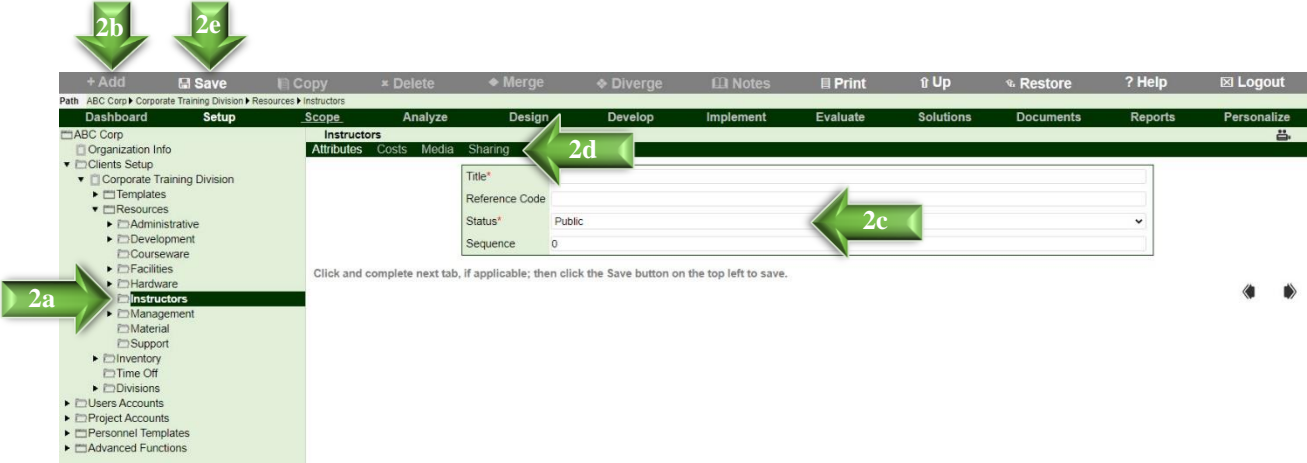 2b 2e
+ Add Save Copy × Delete Merge Diverge Notes Print Up Restore ? Help Logout
Path ABC Corp Corporate Training Division Resources Instructors
Dashboard Setup Scope Analyze Design Develop Implement Evaluate Solutions Documents Reports Personalize
ABC Corp
Instructors
Organization Info
Attributes Costs Media Sharing
2d
Clients Setup
Corporate Training Division
Title*
Templates
Reference Code
Resources
Administrative
Status* Public
2c
Development
Sequence 0
Courseware
Facilities
Click and complete next tab, if applicable; then click the Save button on the top left to save.
Hardware
2a
Instructors
Management
Material
Support
Inventory
Time Off
Divisions
Users Accounts
Project Accounts
Personnel Templates
Advanced Functions